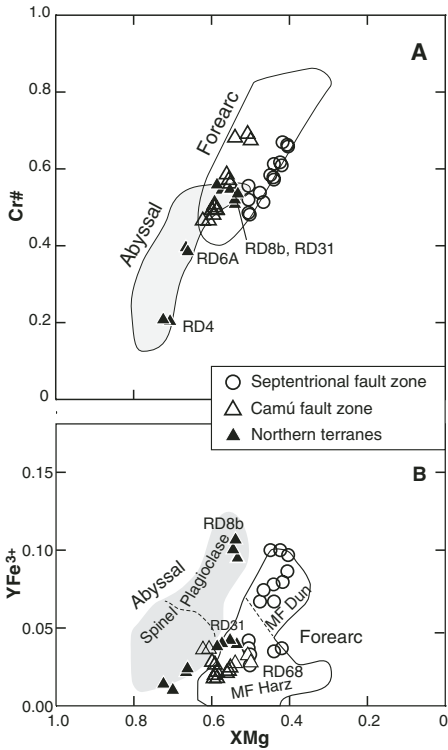 1.0
A
0.8
Forearc
0.6
Cr#
Abyssal
0.4
RD6A
RD8b, RD31
0.2
RD4
0
Septentrional fault zone
Camú fault zone
Northern terranes
B
0.15
RD8b
YFe3+
0.10
Abyssal
Spinel
Plagioclase
MF Dun
RD31
0.05
Forearc
RD68
MF Harz
0.00
1.0 0.8 0.6 0.4 0.2 0
XMg